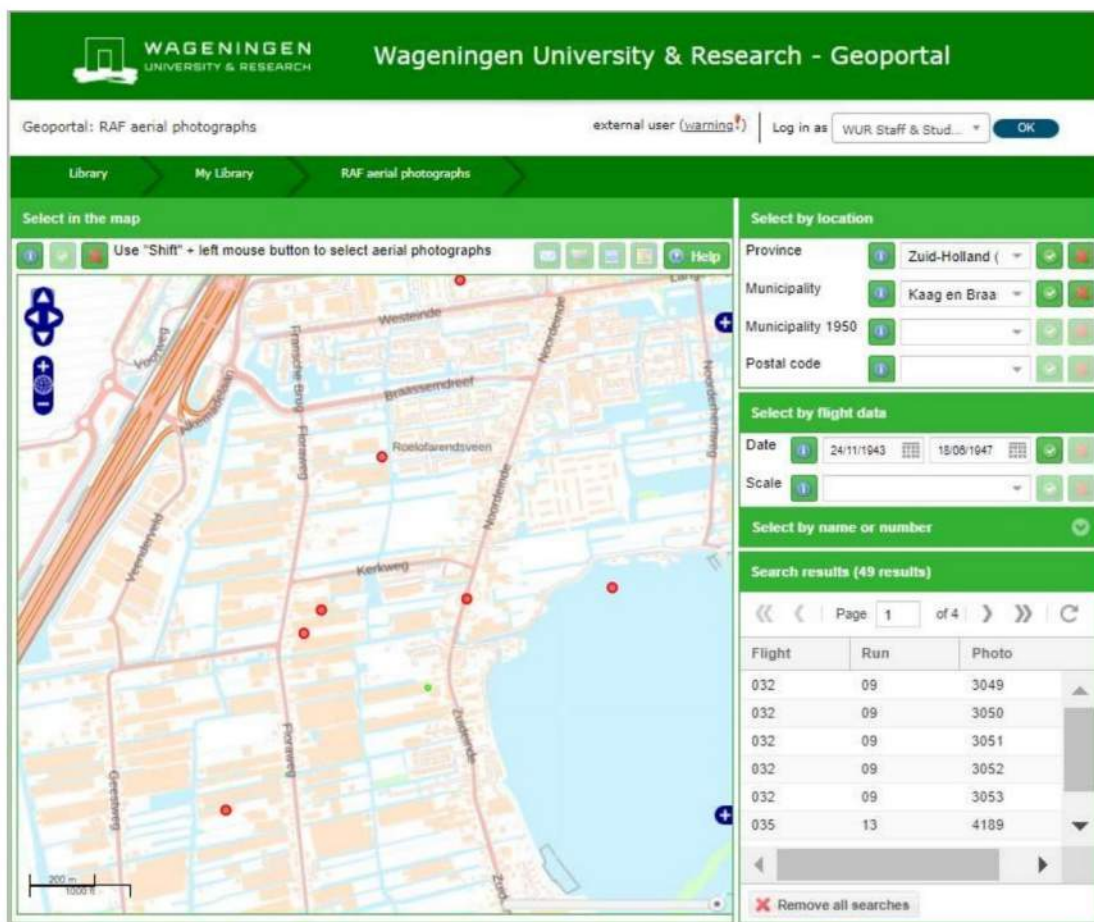 WAGENINGEN
UNIVERSITY & RESEARCH
Wageningen University & Research - Geoportal
Geoportal: RAF aerial photographs
external user (warning!)
Log in as
WUR Staff & Stud...
OK
Library
My Library
RAF aerial photographs
Select in the map
Use "Shift" + left mouse button to select aerial photographs
Help
Voorweg
Westeinde
Fransche Brug
Noordeinde
Alkemadelaan
Braassemdreef
Noorderhemweg
Floraweg
Roelofarendsveen
Noordeinde
Veenderveld
Kerkweg
Zuideinde
Floraweg
Geestweg
Zuid
200 m
1000 ft
Select by location
Province
Zuid-Holland (
Municipality
Kaag en Braa
Municipality 1950
Postal code
Select by flight data
Date
24/11/1943
18/06/1947
Scale
Select by name or number
Search results (49 results)
Page 1 of 4
Flight Run Photo
032 09 3049
032 09 3050
032 09 3051
032 09 3052
032 09 3053
035 13 4189
Remove all searches